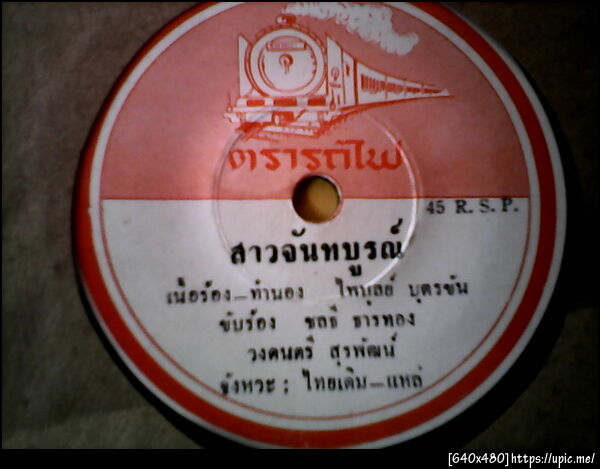 ตรารถไฟ
45 R. S. P.
สาวจันทบูรณ์
เนื้อร้อง-ทำนอง ไพบูลย์ บุตรขัน
ขับร้อง ชลธี ธารทอง
วงดนตรี สุรพัฒน์
จังหวะ : ไทยเดิม-แหล่
[640x480]https://upic.me/